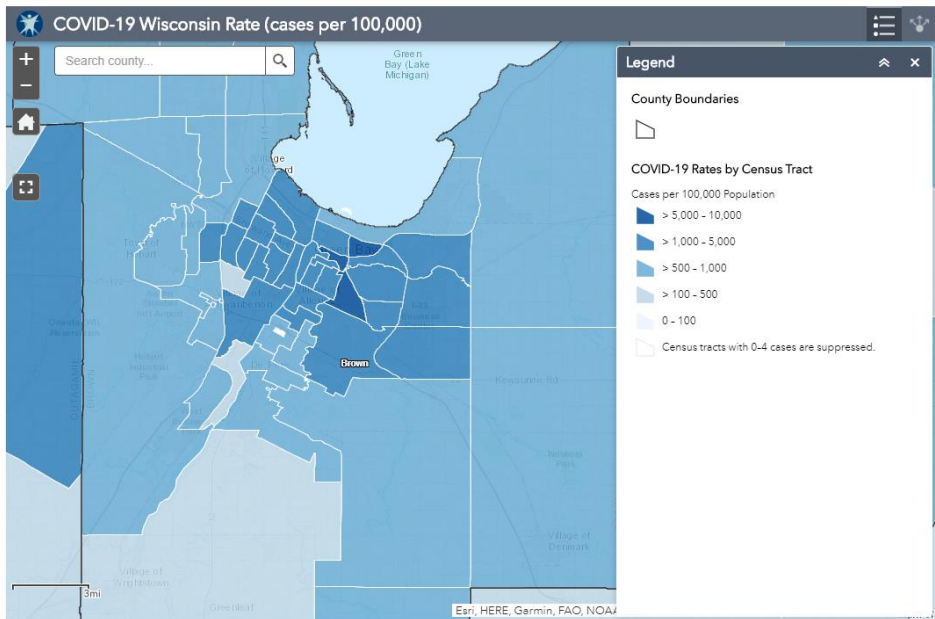 COVID-19 Wisconsin Rate (cases per 100,000)
Search county...
Green
Bay (Lake
Michigan)
Legend
County Boundaries
COVID-19 Rates by Census Tract
Cases per 100,000 Population
> 5,000 - 10,000
> 1,000 - 5,000
> 500 - 1,000
> 100 - 500
0 - 100
Census tracts with 0-4 cases are suppressed.
Brown
Kewaunee Rd
Village of
Denmark
Village of
Wrightstown
3mi
Greenleaf
Esri, HERE, Garmin, FAO, NOAA